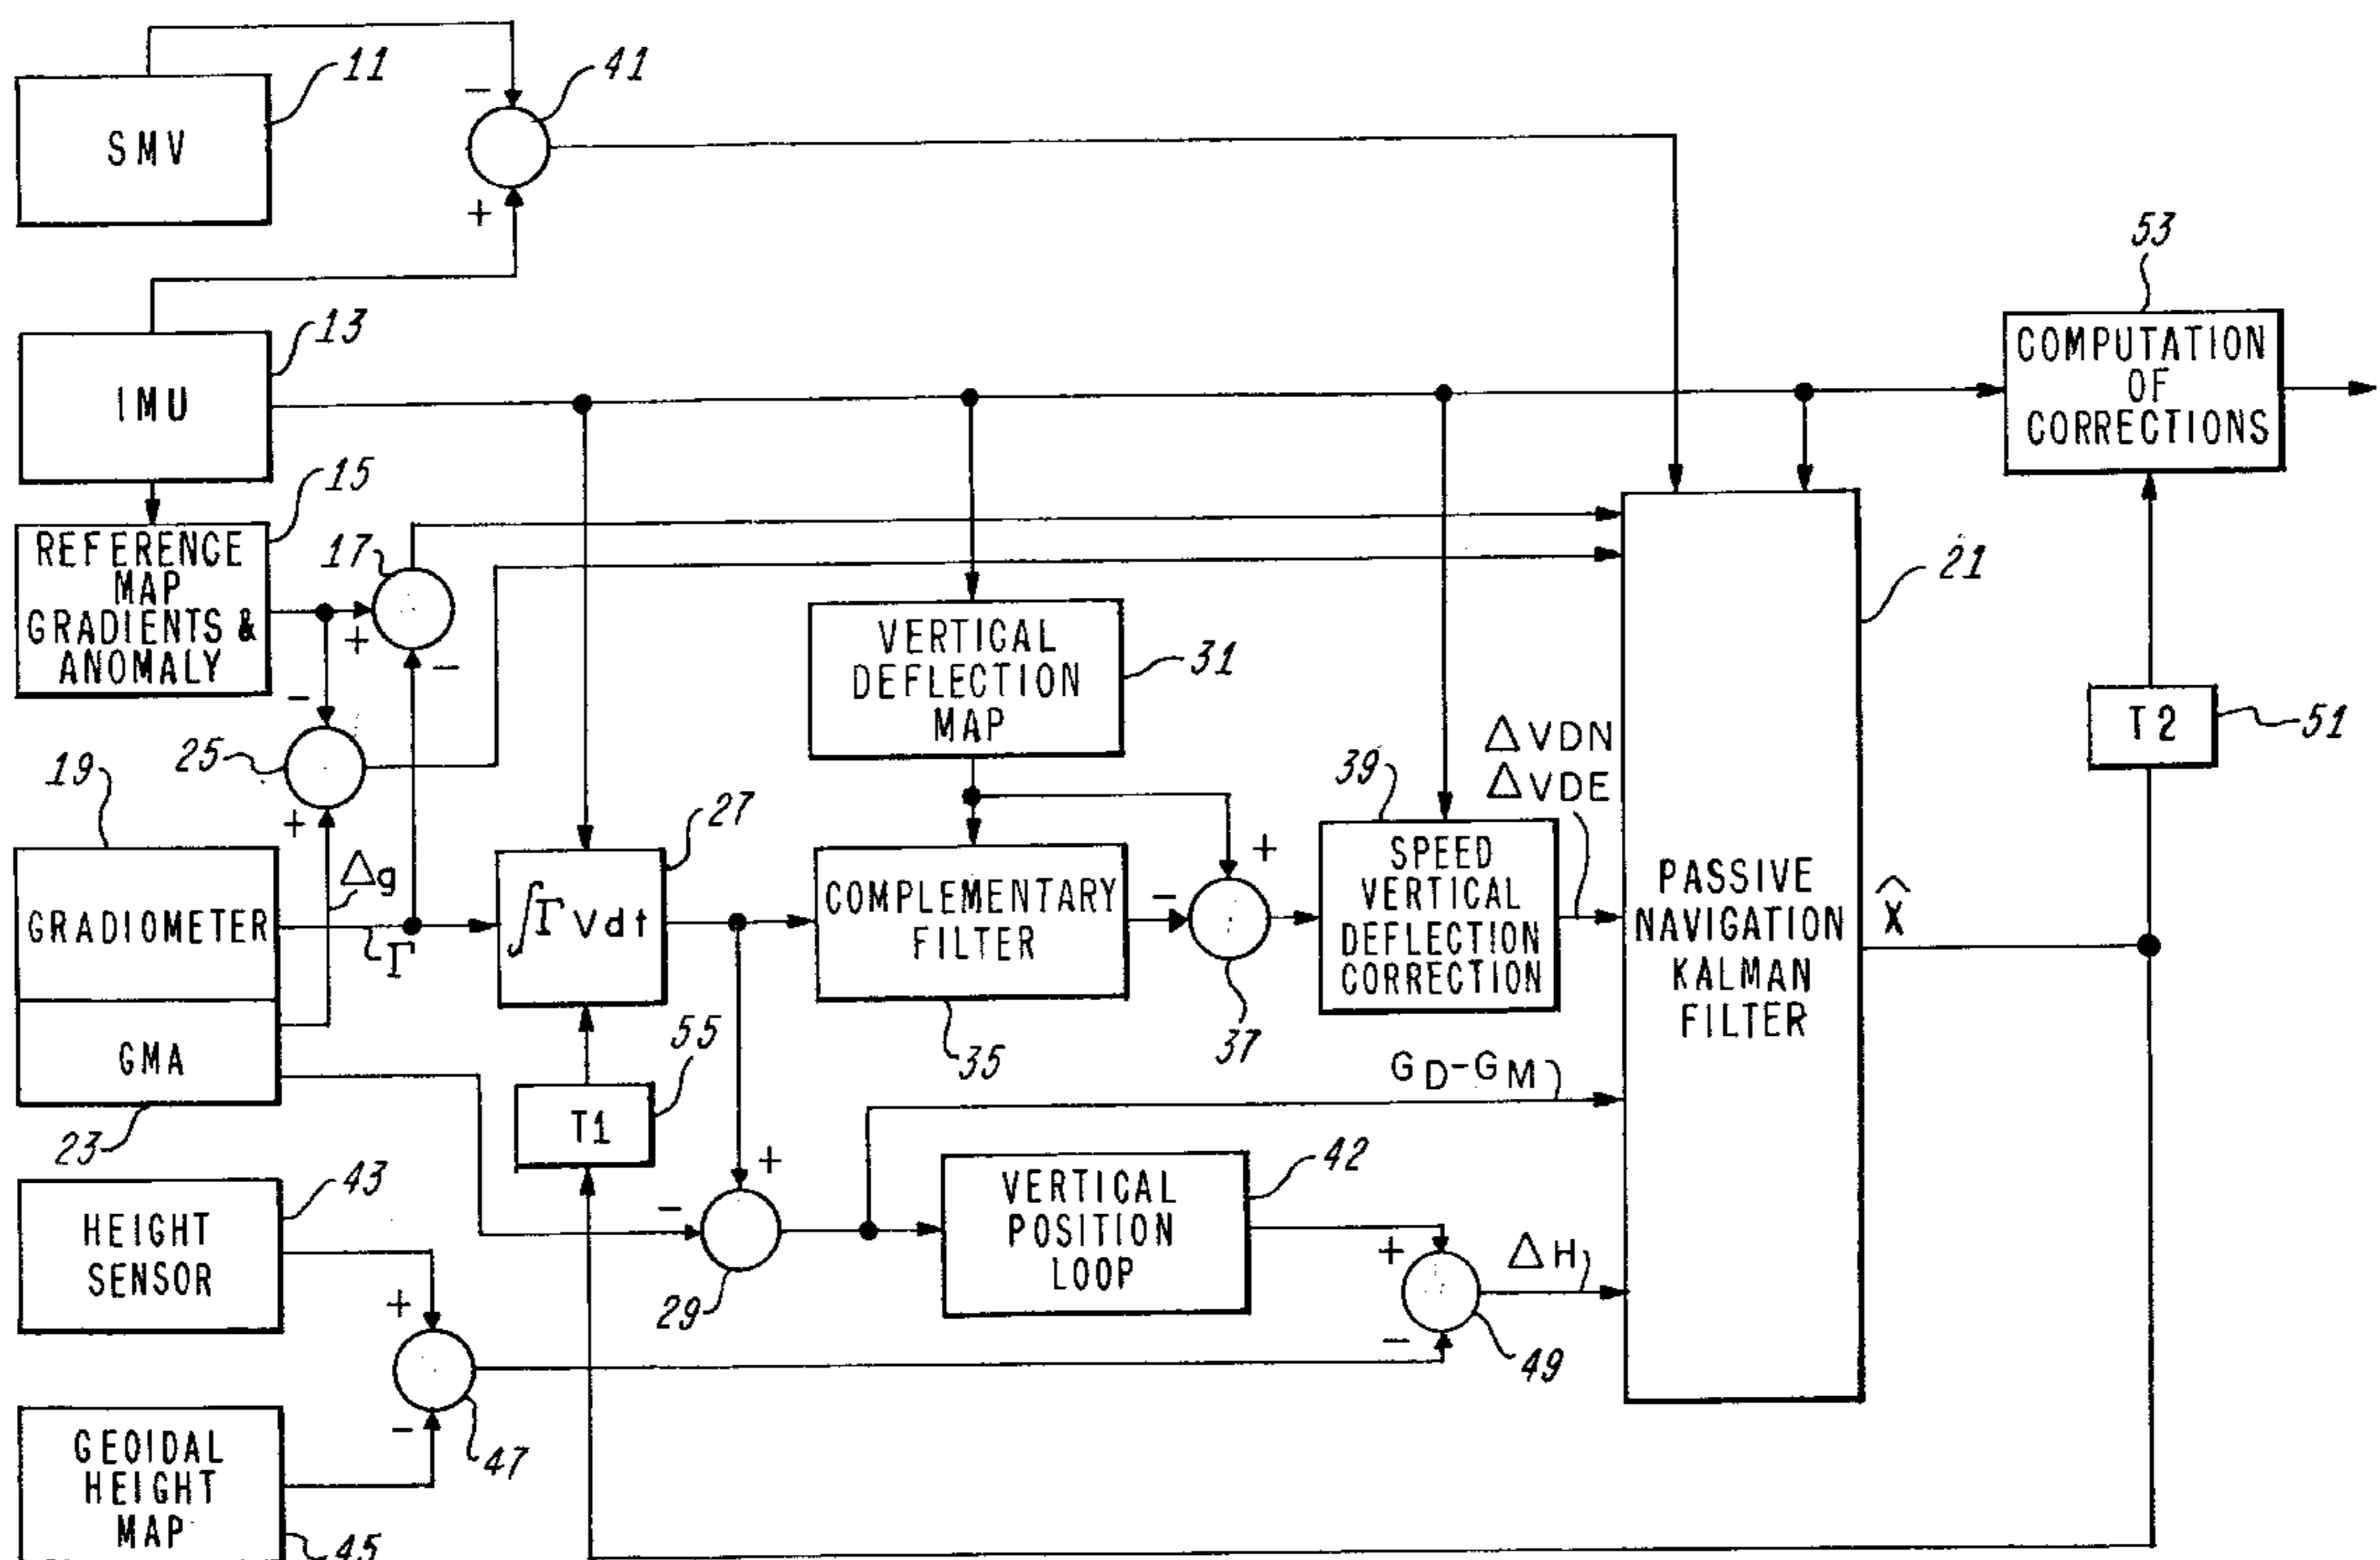 11
SMV
−
41
+
53
COMPUTATION
OF
CORRECTIONS
13
IMU
15
REFERENCE
MAP
GRADIENTS &
ANOMALY
17
+
−
−
25
+
21
VERTICAL
DEFLECTION
MAP
31
T2
51
19
GRADIOMETER
Δg
Γ
27
∫Γ Vdt
COMPLEMENTARY
FILTER
35
+
−
37
39
SPEED
VERTICAL
DEFLECTION
CORRECTION
ΔVDN
ΔVDE
PASSIVE
NAVIGATION
KALMAN
FILTER
X̂
GMA
23
55
T1
GD-GM
+
−
29
VERTICAL
POSITION
LOOP
42
43
HEIGHT
SENSOR
+
−
47
+
−
49
ΔH
GEOIDAL
HEIGHT
MAP
45